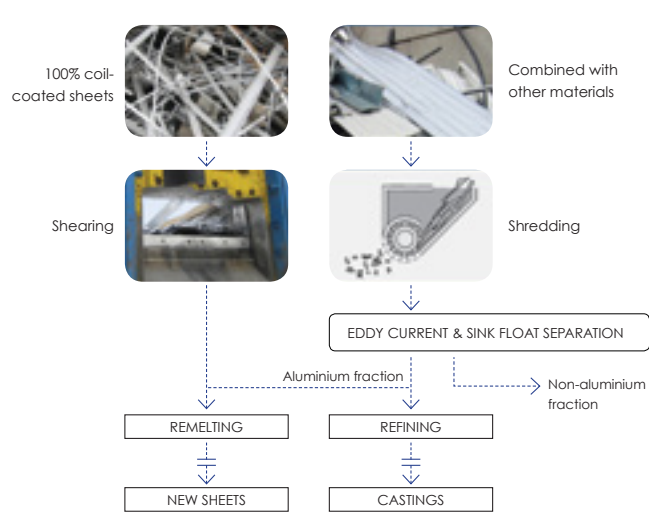 100% coil-
coated sheets
Combined with
other materials
Shearing
Shredding
EDDY CURRENT & SINK FLOAT SEPARATION
Aluminium fraction
Non-aluminium
fraction
REMELTING
REFINING
NEW SHEETS
CASTINGS